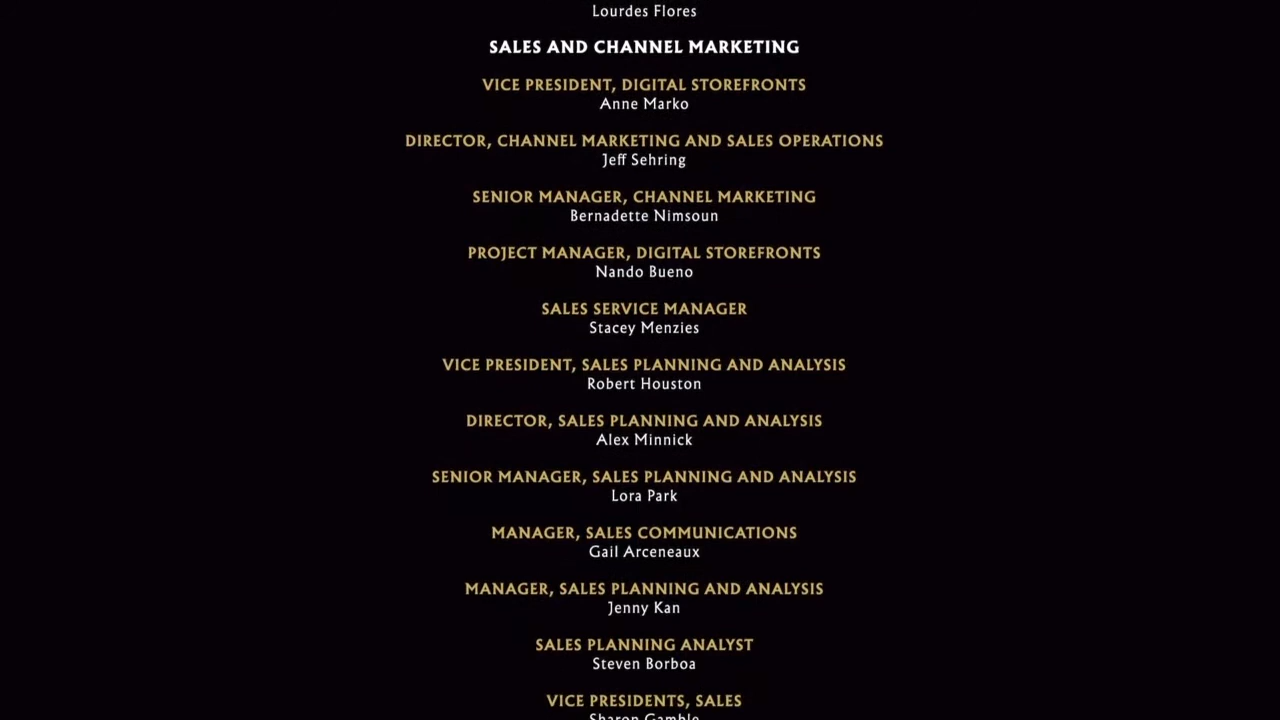 Lourdes Flores
SALES AND CHANNEL MARKETING
VICE PRESIDENT, DIGITAL STOREFRONTS
Anne Marko
DIRECTOR, CHANNEL MARKETING AND SALES OPERATIONS
Jeff Sehring
SENIOR MANAGER, CHANNEL MARKETING
Bernadette Nimsoun
PROJECT MANAGER, DIGITAL STOREFRONTS
Nando Bueno
SALES SERVICE MANAGER
Stacey Menzies
VICE PRESIDENT, SALES PLANNING AND ANALYSIS
Robert Houston
DIRECTOR, SALES PLANNING AND ANALYSIS
Alex Minnick
SENIOR MANAGER, SALES PLANNING AND ANALYSIS
Lora Park
MANAGER, SALES COMMUNICATIONS
Gail Arceneaux
MANAGER, SALES PLANNING AND ANALYSIS
Jenny Kan
SALES PLANNING ANALYST
Steven Borboa
VICE PRESIDENTS, SALES
Sharon Gamble